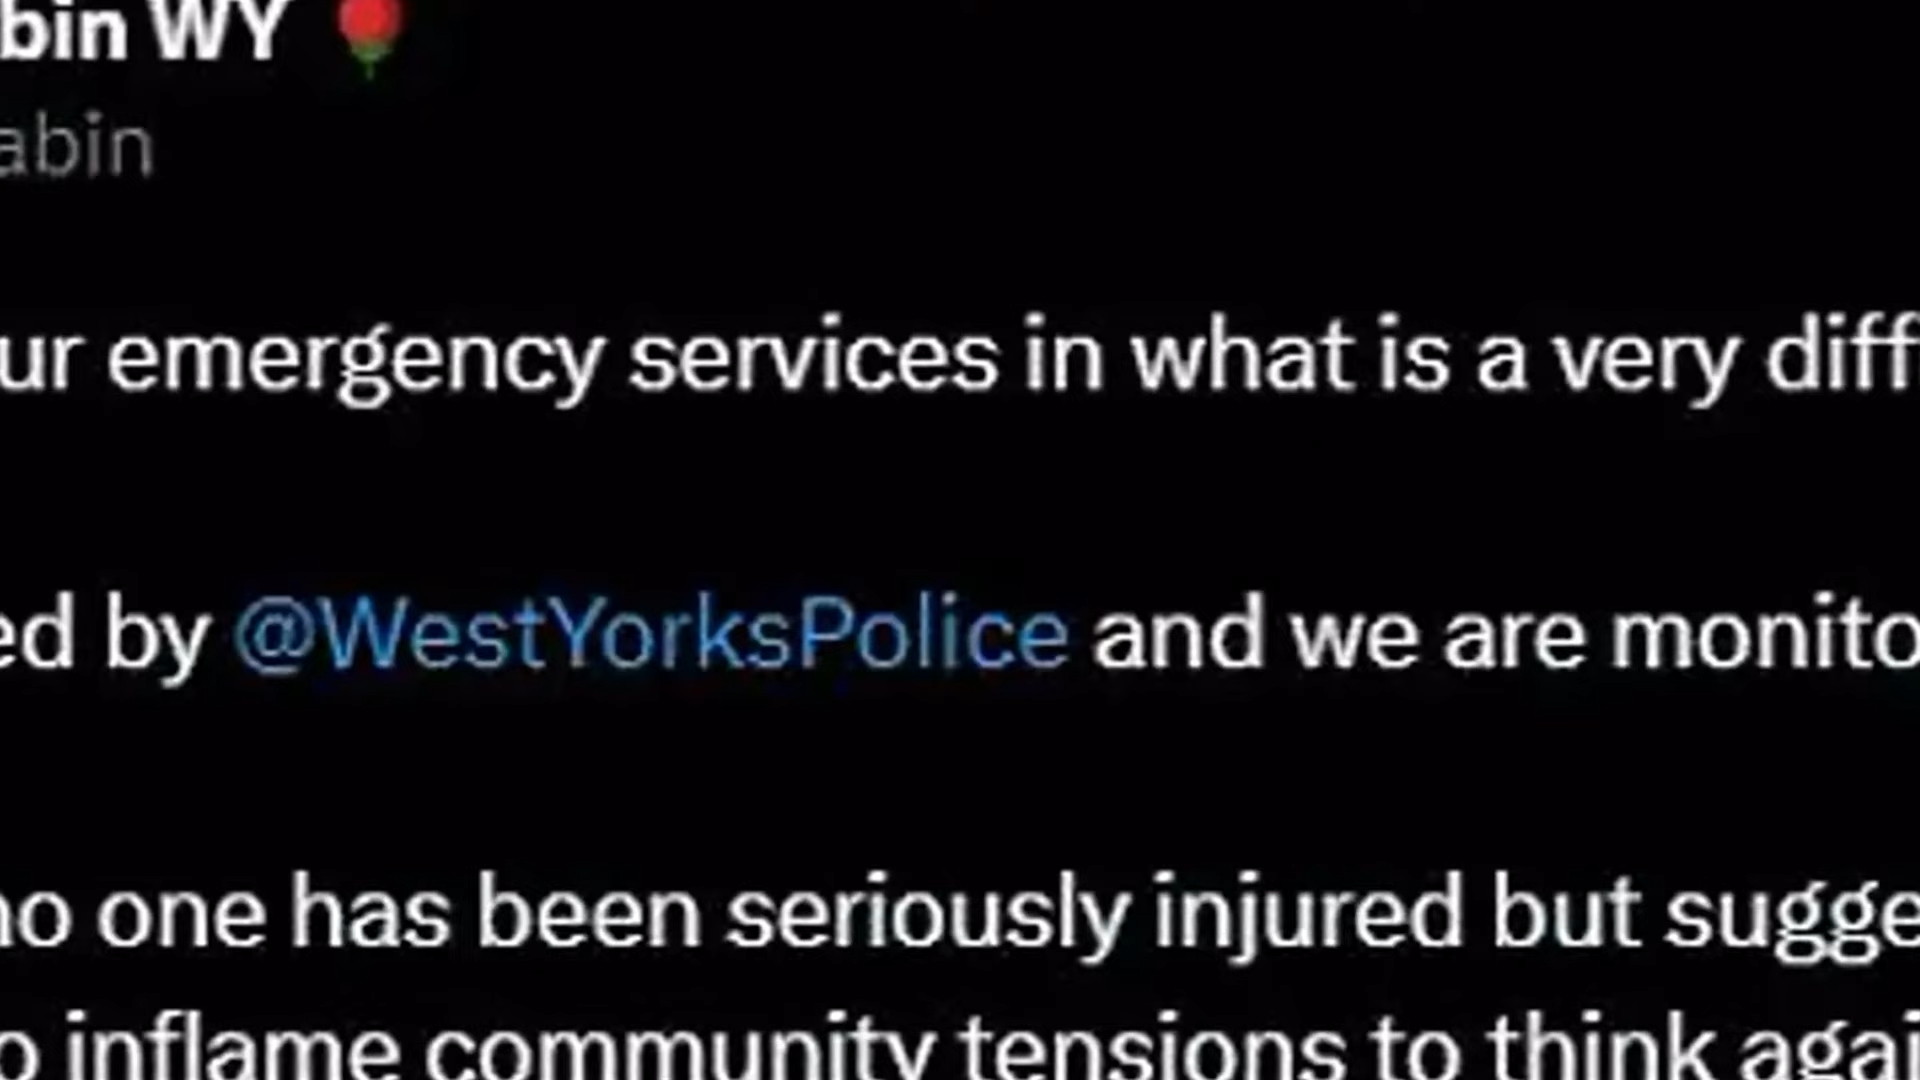 bin WY
abin
ur emergency services in what is a very diff
ed by @WestYorksPolice and we are monito
no one has been seriously injured but sugge
o inflame community tensions to think agai